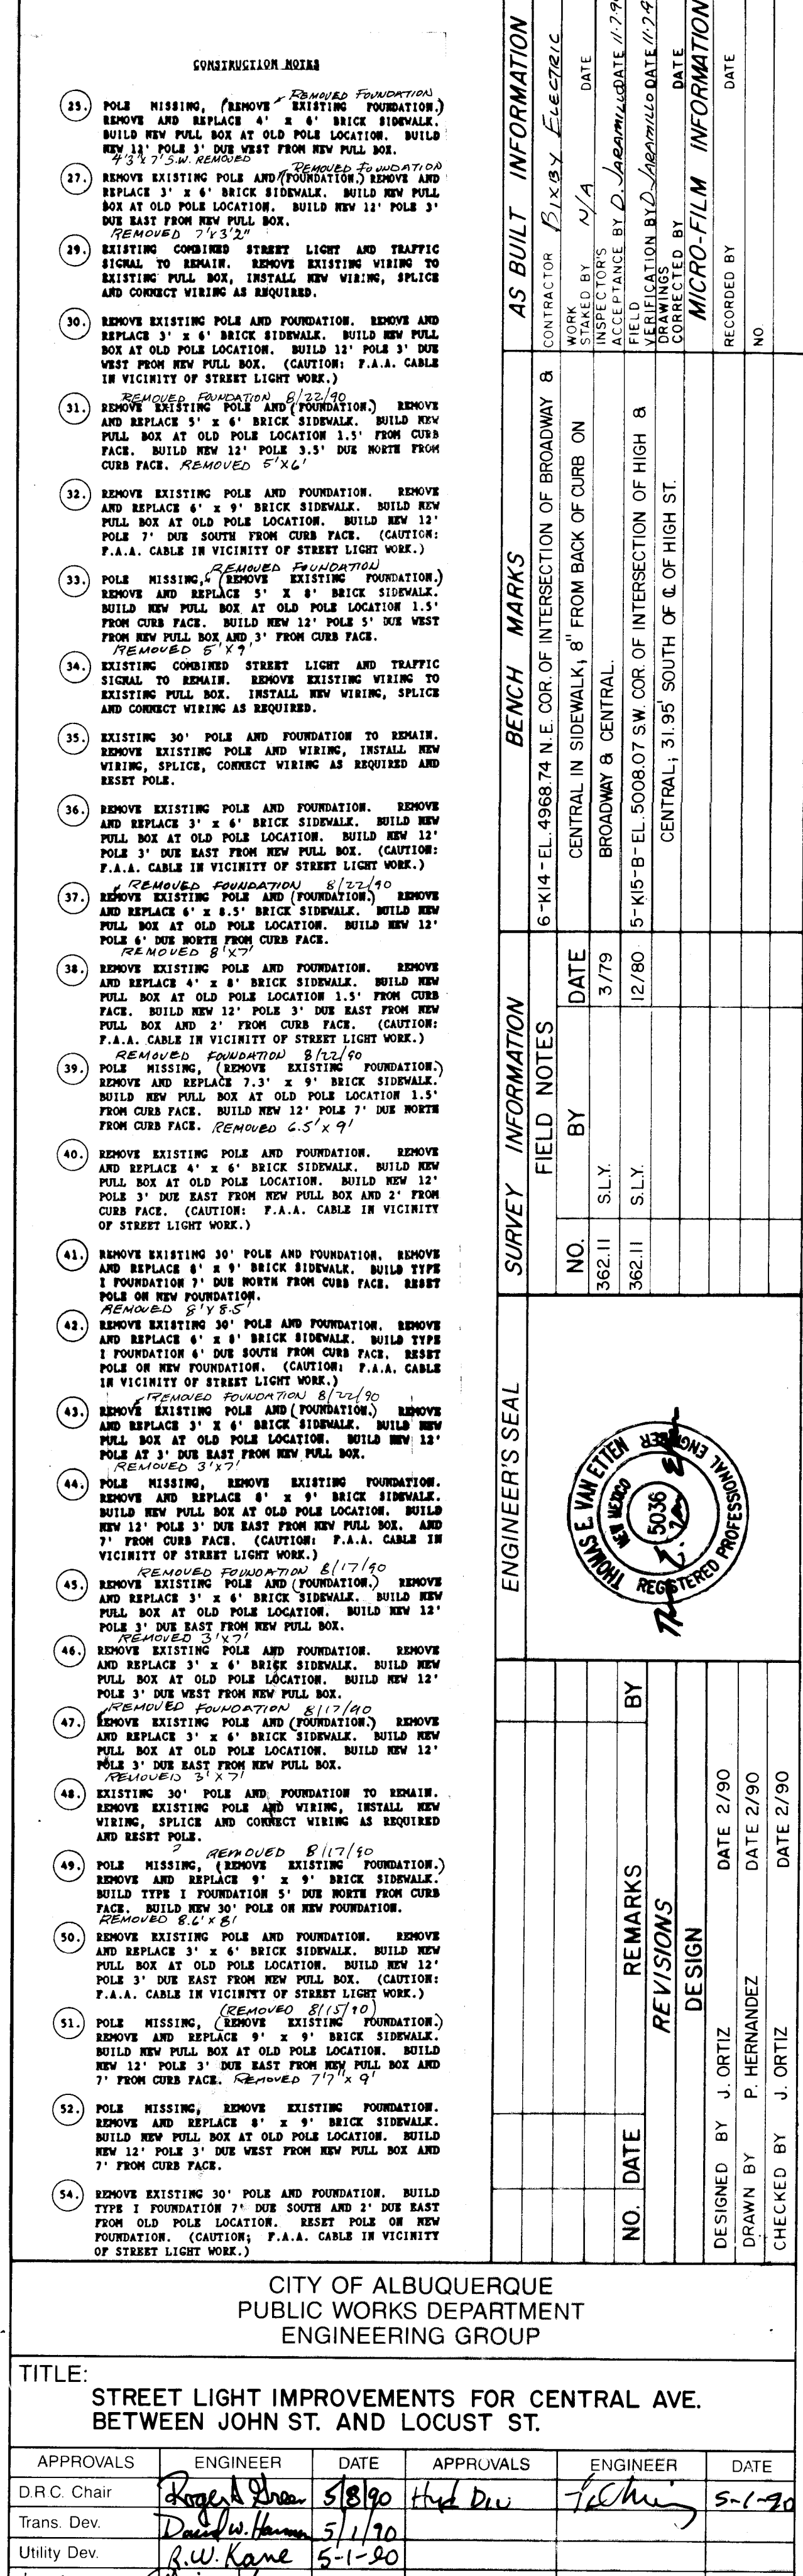 CONSTRUCTION NOTES
REMOVED FOUNDATION
25. POLE MISSING, (REMOVE EXISTING FOUNDATION.)
REMOVE AND REPLACE 4' x 6' BRICK SIDEWALK.
BUILD NEW PULL BOX AT OLD POLE LOCATION. BUILD
NEW 12' POLE 3' DUE WEST FROM NEW PULL BOX.
4'3"x 7' S.W. REMOVED
REMOVED FOUNDATION
27. REMOVE EXISTING POLE AND (FOUNDATION.) REMOVE AND
REPLACE 3' x 6' BRICK SIDEWALK. BUILD NEW PULL
BOX AT OLD POLE LOCATION. BUILD NEW 12' POLE 3'
DUE EAST FROM NEW PULL BOX.
REMOVED 7'x3'2"
29. EXISTING COMBINED STREET LIGHT AND TRAFFIC
SIGNAL TO REMAIN. REMOVE EXISTING WIRING TO
EXISTING PULL BOX, INSTALL NEW WIRING, SPLICE
AND CONNECT WIRING AS REQUIRED.
30. REMOVE EXISTING POLE AND FOUNDATION. REMOVE AND
REPLACE 3' x 6' BRICK SIDEWALK. BUILD NEW PULL
BOX AT OLD POLE LOCATION. BUILD 12' POLE 3' DUE
WEST FROM NEW PULL BOX. (CAUTION: F.A.A. CABLE
IN VICINITY OF STREET LIGHT WORK.)
REMOVED FOUNDATION 8/22/90
31. REMOVE EXISTING POLE AND (FOUNDATION.) REMOVE
AND REPLACE 5' x 6' BRICK SIDEWALK. BUILD NEW
PULL BOX AT OLD POLE LOCATION 1.5' FROM CURB
FACE. BUILD NEW 12' POLE 3.5' DUE NORTH FROM
CURB FACE. REMOVED 5'X6'
32. REMOVE EXISTING POLE AND FOUNDATION. REMOVE
AND REPLACE 6' x 9' BRICK SIDEWALK. BUILD NEW
PULL BOX AT OLD POLE LOCATION. BUILD NEW 12'
POLE 7' DUE SOUTH FROM CURB FACE. (CAUTION:
F.A.A. CABLE IN VICINITY OF STREET LIGHT WORK.)
REMOVED FOUNDATION
33. POLE MISSING, (REMOVE EXISTING FOUNDATION.)
REMOVE AND REPLACE 5' X 8' BRICK SIDEWALK.
BUILD NEW PULL BOX AT OLD POLE LOCATION 1.5'
FROM CURB FACE. BUILD NEW 12' POLE 5' DUE WEST
FROM NEW PULL BOX AND 3' FROM CURB FACE.
REMOVED 5'X9'
34. EXISTING COMBINED STREET LIGHT AND TRAFFIC
SIGNAL TO REMAIN. REMOVE EXISTING WIRING TO
EXISTING PULL BOX. INSTALL NEW WIRING, SPLICE
AND CONNECT WIRING AS REQUIRED.
35. EXISTING 30' POLE AND FOUNDATION TO REMAIN.
REMOVE EXISTING POLE AND WIRING, INSTALL NEW
WIRING, SPLICE, CONNECT WIRING AS REQUIRED AND
RESET POLE.
36. REMOVE EXISTING POLE AND FOUNDATION. REMOVE
AND REPLACE 3' x 6' BRICK SIDEWALK. BUILD NEW
PULL BOX AT OLD POLE LOCATION. BUILD NEW 12'
POLE 3' DUE EAST FROM NEW PULL BOX. (CAUTION:
F.A.A. CABLE IN VICINITY OF STREET LIGHT WORK.)
REMOVED FOUNDATION 8/22/90
37. REMOVE EXISTING POLE AND (FOUNDATION.) REMOVE
AND REPLACE 6' x 8.5' BRICK SIDEWALK. BUILD NEW
PULL BOX AT OLD POLE LOCATION. BUILD NEW 12'
POLE 6' DUE NORTH FROM CURB FACE.
REMOVED 8'X7'
38. REMOVE EXISTING POLE AND FOUNDATION. REMOVE
AND REPLACE 4' x 8' BRICK SIDEWALK. BUILD NEW
PULL BOX AT OLD POLE LOCATION 1.5' FROM CURB
FACE. BUILD NEW 12' POLE 3' DUE EAST FROM NEW
PULL BOX AND 2' FROM CURB FACE. (CAUTION:
F.A.A. CABLE IN VICINITY OF STREET LIGHT WORK.)
REMOVED FOUNDATION 8/22/90
39. POLE MISSING, (REMOVE EXISTING FOUNDATION.)
REMOVE AND REPLACE 7.3' x 9' BRICK SIDEWALK.
BUILD NEW PULL BOX AT OLD POLE LOCATION 1.5'
FROM CURB FACE. BUILD NEW 12' POLE 7' DUE NORTH
FROM CURB FACE. REMOVED 6.5'x 9'
40. REMOVE EXISTING POLE AND FOUNDATION. REMOVE
AND REPLACE 4' x 6' BRICK SIDEWALK. BUILD NEW
PULL BOX AT OLD POLE LOCATION. BUILD NEW 12'
POLE 3' DUE EAST FROM NEW PULL BOX AND 2' FROM
CURB FACE. (CAUTION: F.A.A. CABLE IN VICINITY
OF STREET LIGHT WORK.)
41. REMOVE EXISTING 30' POLE AND FOUNDATION. REMOVE
AND REPLACE 8' x 9' BRICK SIDEWALK. BUILD TYPE
I FOUNDATION 7' DUE NORTH FROM CURB FACE. RESET
POLE ON NEW FOUNDATION.
REMOVED 8'X 8.5'
42. REMOVE EXISTING 30' POLE AND FOUNDATION. REMOVE
AND REPLACE 6' x 8' BRICK SIDEWALK. BUILD TYPE
I FOUNDATION 6' DUE SOUTH FROM CURB FACE. RESET
POLE ON NEW FOUNDATION. (CAUTION: F.A.A. CABLE
IN VICINITY OF STREET LIGHT WORK.)
REMOVED FOUNDATION 8/22/90
43. REMOVE EXISTING POLE AND (FOUNDATION.) REMOVE
AND REPLACE 3' X 6' BRICK SIDEWALK. BUILD NEW
PULL BOX AT OLD POLE LOCATION. BUILD NEW 12'
POLE AT 3' DUE EAST FROM NEW PULL BOX.
REMOVED 3'x7'
44. POLE MISSING, REMOVE EXISTING FOUNDATION.
REMOVE AND REPLACE 8' x 9' BRICK SIDEWALK.
BUILD NEW PULL BOX AT OLD POLE LOCATION. BUILD
NEW 12' POLE 3' DUE EAST FROM NEW PULL BOX. AND
7' FROM CURB FACE. (CAUTION: F.A.A. CABLE IN
VICINITY OF STREET LIGHT WORK.)
REMOVED FOUNDATION 8/17/90
45. REMOVE EXISTING POLE AND (FOUNDATION.) REMOVE
AND REPLACE 3' x 6' BRICK SIDEWALK. BUILD NEW
PULL BOX AT OLD POLE LOCATION. BUILD NEW 12'
POLE 3' DUE EAST FROM NEW PULL BOX.
REMOVED 3'x7'
46. REMOVE EXISTING POLE AND FOUNDATION. REMOVE
AND REPLACE 3' x 6' BRICK SIDEWALK. BUILD NEW
PULL BOX AT OLD POLE LOCATION. BUILD NEW 12'
POLE 3' DUE WEST FROM NEW PULL BOX.
REMOVED FOUNDATION 8/17/90
47. REMOVE EXISTING POLE AND (FOUNDATION.) REMOVE
AND REPLACE 3' x 6' BRICK SIDEWALK. BUILD NEW
PULL BOX AT OLD POLE LOCATION. BUILD NEW 12'
POLE 3' DUE EAST FROM NEW PULL BOX.
REMOVED 3'X7'
48. EXISTING 30' POLE AND FOUNDATION TO REMAIN.
REMOVE EXISTING POLE AND WIRING, INSTALL NEW
WIRING, SPLICE AND CONNECT WIRING AS REQUIRED
AND RESET POLE.
REMOVED 8/17/90
49. POLE MISSING, (REMOVE EXISTING FOUNDATION.)
REMOVE AND REPLACE 9' x 9' BRICK SIDEWALK.
BUILD TYPE I FOUNDATION 5' DUE NORTH FROM CURB
FACE. BUILD NEW 30' POLE ON NEW FOUNDATION.
REMOVED 8.6'x 8'
50. REMOVE EXISTING POLE AND FOUNDATION. REMOVE
AND REPLACE 3' x 6' BRICK SIDEWALK. BUILD NEW
PULL BOX AT OLD POLE LOCATION. BUILD NEW 12'
POLE 3' DUE EAST FROM NEW PULL BOX. (CAUTION:
F.A.A. CABLE IN VICINITY OF STREET LIGHT WORK.)
(REMOVED 8/15/90)
51. POLE MISSING, (REMOVE EXISTING FOUNDATION.)
REMOVE AND REPLACE 9' x 9' BRICK SIDEWALK.
BUILD NEW PULL BOX AT OLD POLE LOCATION. BUILD
NEW 12' POLE 3' DUE EAST FROM NEW PULL BOX AND
7' FROM CURB FACE. REMOVED 7'7"x 9'
52. POLE MISSING, REMOVE EXISTING FOUNDATION.
REMOVE AND REPLACE 8' x 9' BRICK SIDEWALK.
BUILD NEW PULL BOX AT OLD POLE LOCATION. BUILD
NEW 12' POLE 3' DUE WEST FROM NEW PULL BOX AND
7' FROM CURB FACE.
54. REMOVE EXISTING 30' POLE AND FOUNDATION. BUILD
TYPE I FOUNDATION 7' DUE SOUTH AND 2' DUE EAST
FROM OLD POLE LOCATION. RESET POLE ON NEW
FOUNDATION. (CAUTION; F.A.A. CABLE IN VICINITY
OF STREET LIGHT WORK.)
AS BUILT INFORMATION
CONTRACTOR BIXBY ELECTRIC
WORK
STAKED BY N/A DATE
INSPECTOR'S
ACCEPTANCE BY D. JARAMILLO DATE 11-7-9
FIELD
VERIFICATION BY D. JARAMILLO DATE 11-7-9
DRAWINGS
CORRECTED BY DATE
MICRO-FILM INFORMATION
RECORDED BY DATE
NO.
BENCH MARKS
6-K14-EL. 4968.74 N.E. COR. OF INTERSECTION OF BROADWAY &
CENTRAL IN SIDEWALK, 8" FROM BACK OF CURB ON
BROADWAY & CENTRAL.
5-K15-B-EL. 5008.07 S.W. COR. OF INTERSECTION OF HIGH &
CENTRAL; 31.95' SOUTH OF ℄ OF HIGH ST.
SURVEY INFORMATION
FIELD NOTES
NO. BY DATE
362.11 S.L.Y. 3/79
362.11 S.L.Y. 12/80
ENGINEER'S SEAL
THOMAS E. VAN ETTEN
NEW MEXICO
5036
REGISTERED PROFESSIONAL ENGINEER
NO. DATE REMARKS BY
REVISIONS
DESIGN
DESIGNED BY J. ORTIZ DATE 2/90
DRAWN BY P. HERNANDEZ DATE 2/90
CHECKED BY J. ORTIZ DATE 2/90
CITY OF ALBUQUERQUE
PUBLIC WORKS DEPARTMENT
ENGINEERING GROUP
TITLE:
STREET LIGHT IMPROVEMENTS FOR CENTRAL AVE.
BETWEEN JOHN ST. AND LOCUST ST.
APPROVALS ENGINEER DATE APPROVALS ENGINEER DATE
D.R.C. Chair Roger A Green 5/8/90 Hyd Div 5-1-90
Trans. Dev. David W. Harmon 5/1/90
Utility Dev. R.W. Kane 5-1-90